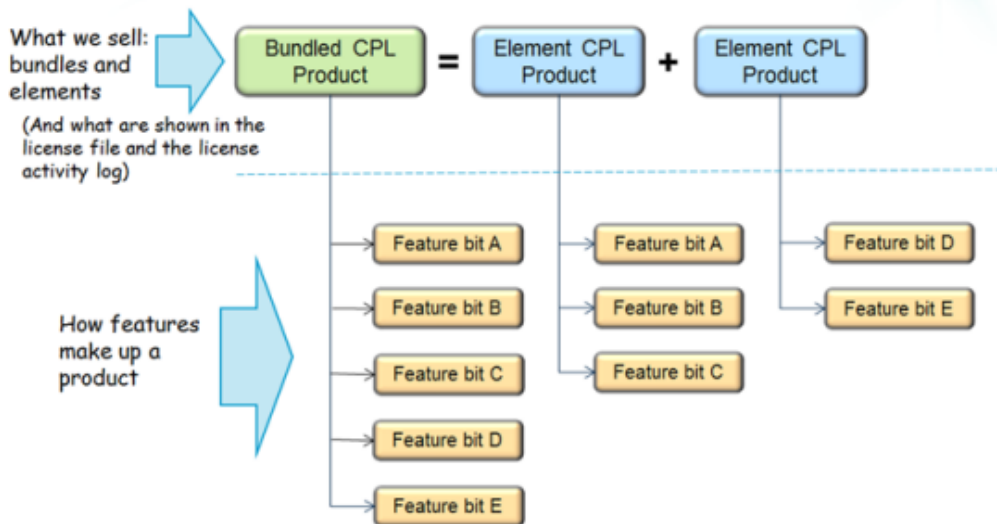 What we sell:
bundles and
elements
(And what are shown in the
license file and the license
activity log)
Bundled CPL
Product
=
Element CPL
Product
+
Element CPL
Product
How features
make up a
product
Feature bit A
Feature bit B
Feature bit C
Feature bit D
Feature bit E
Feature bit A
Feature bit B
Feature bit C
Feature bit D
Feature bit E